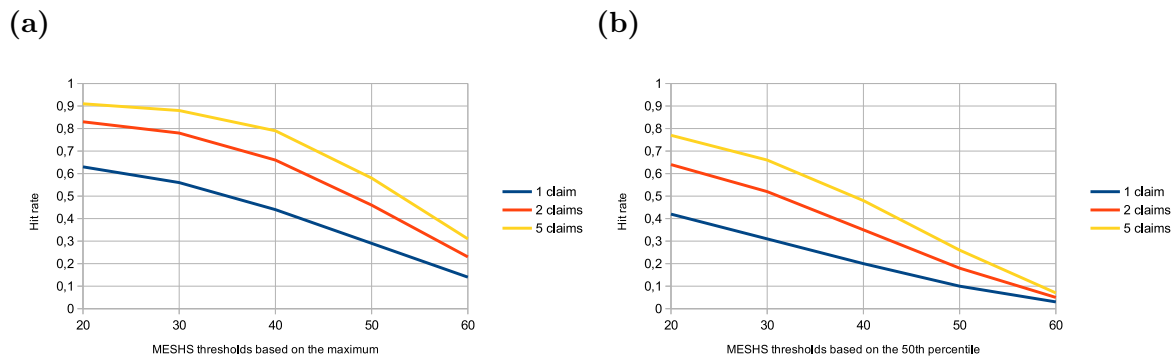 (a)
Hit rate
1
0,9
0,8
0,7
0,6
0,5
0,4
0,3
0,2
0,1
0
20 30 40 50 60
MESHS thresholds based on the maximum
1 claim
2 claims
5 claims
(b)
Hit rate
1
0,9
0,8
0,7
0,6
0,5
0,4
0,3
0,2
0,1
0
20 30 40 50 60
MESHS thresholds based on the 50th percentile
1 claim
2 claims
5 claims